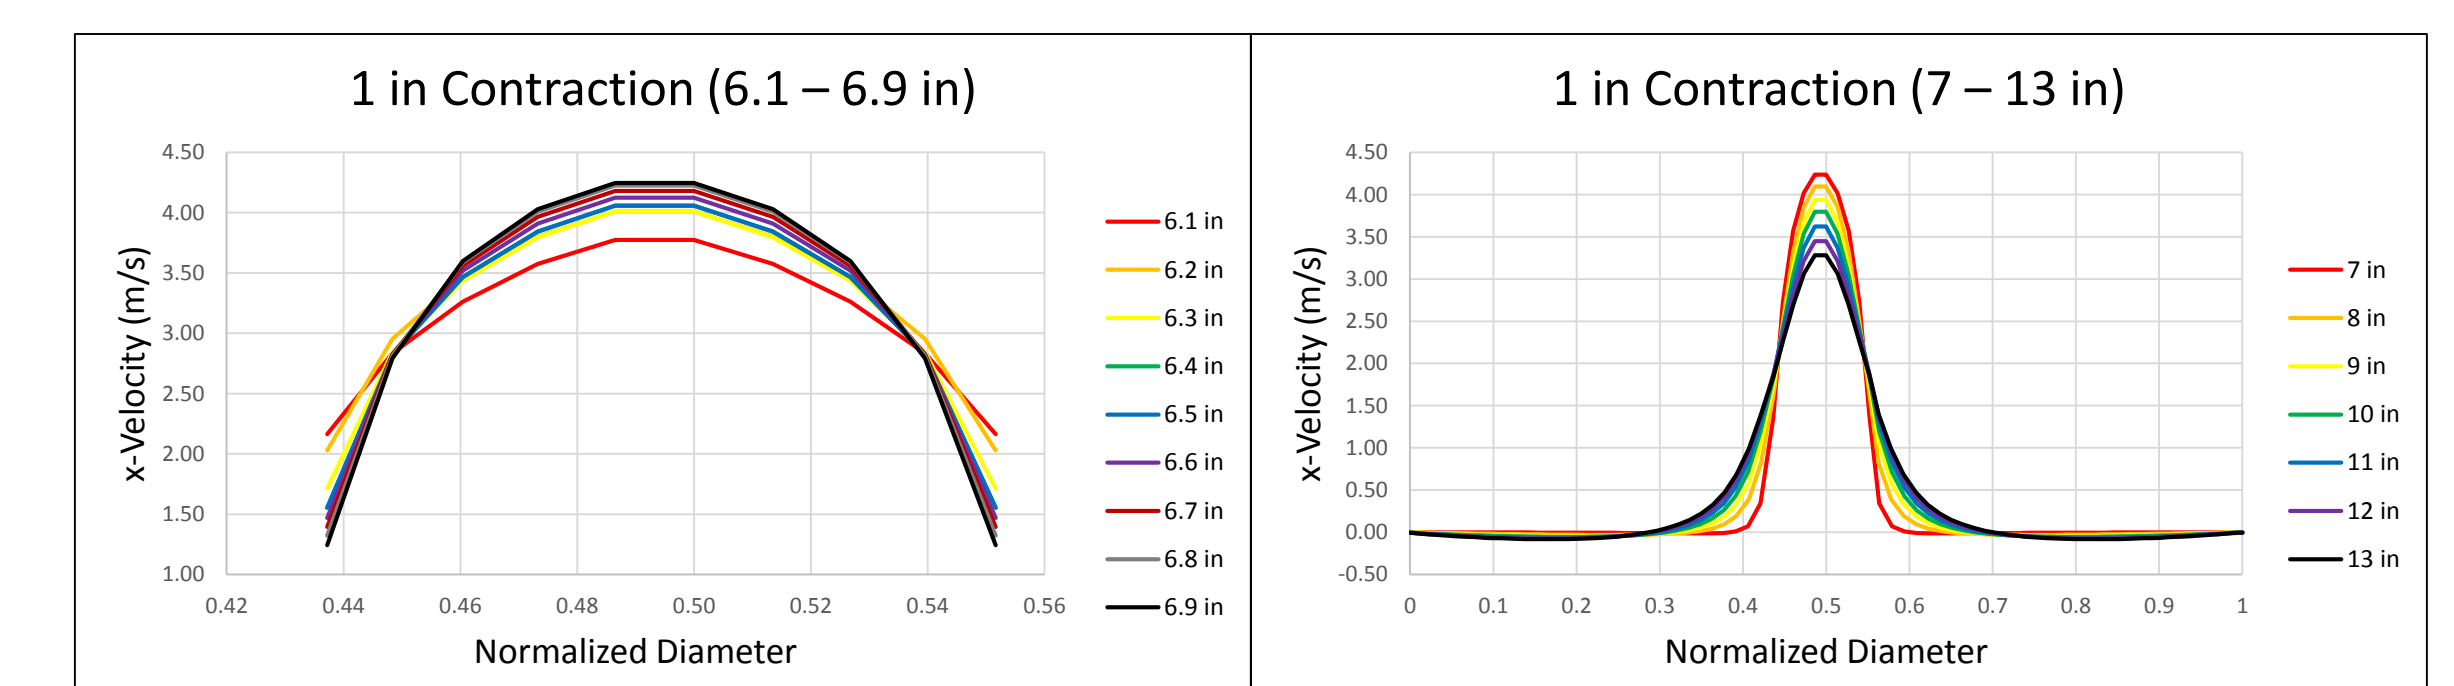 1 in Contraction (6.1 – 6.9 in)
x-Velocity (m/s)
4.50
4.00
3.50
3.00
2.50
2.00
1.50
1.00
0.42 0.44 0.46 0.48 0.50 0.52 0.54 0.56
Normalized Diameter
6.1 in
6.2 in
6.3 in
6.4 in
6.5 in
6.6 in
6.7 in
6.8 in
6.9 in
1 in Contraction (7 – 13 in)
x-Velocity (m/s)
4.50
4.00
3.50
3.00
2.50
2.00
1.50
1.00
0.50
0.00
-0.50
0 0.1 0.2 0.3 0.4 0.5 0.6 0.7 0.8 0.9 1
Normalized Diameter
7 in
8 in
9 in
10 in
11 in
12 in
13 in